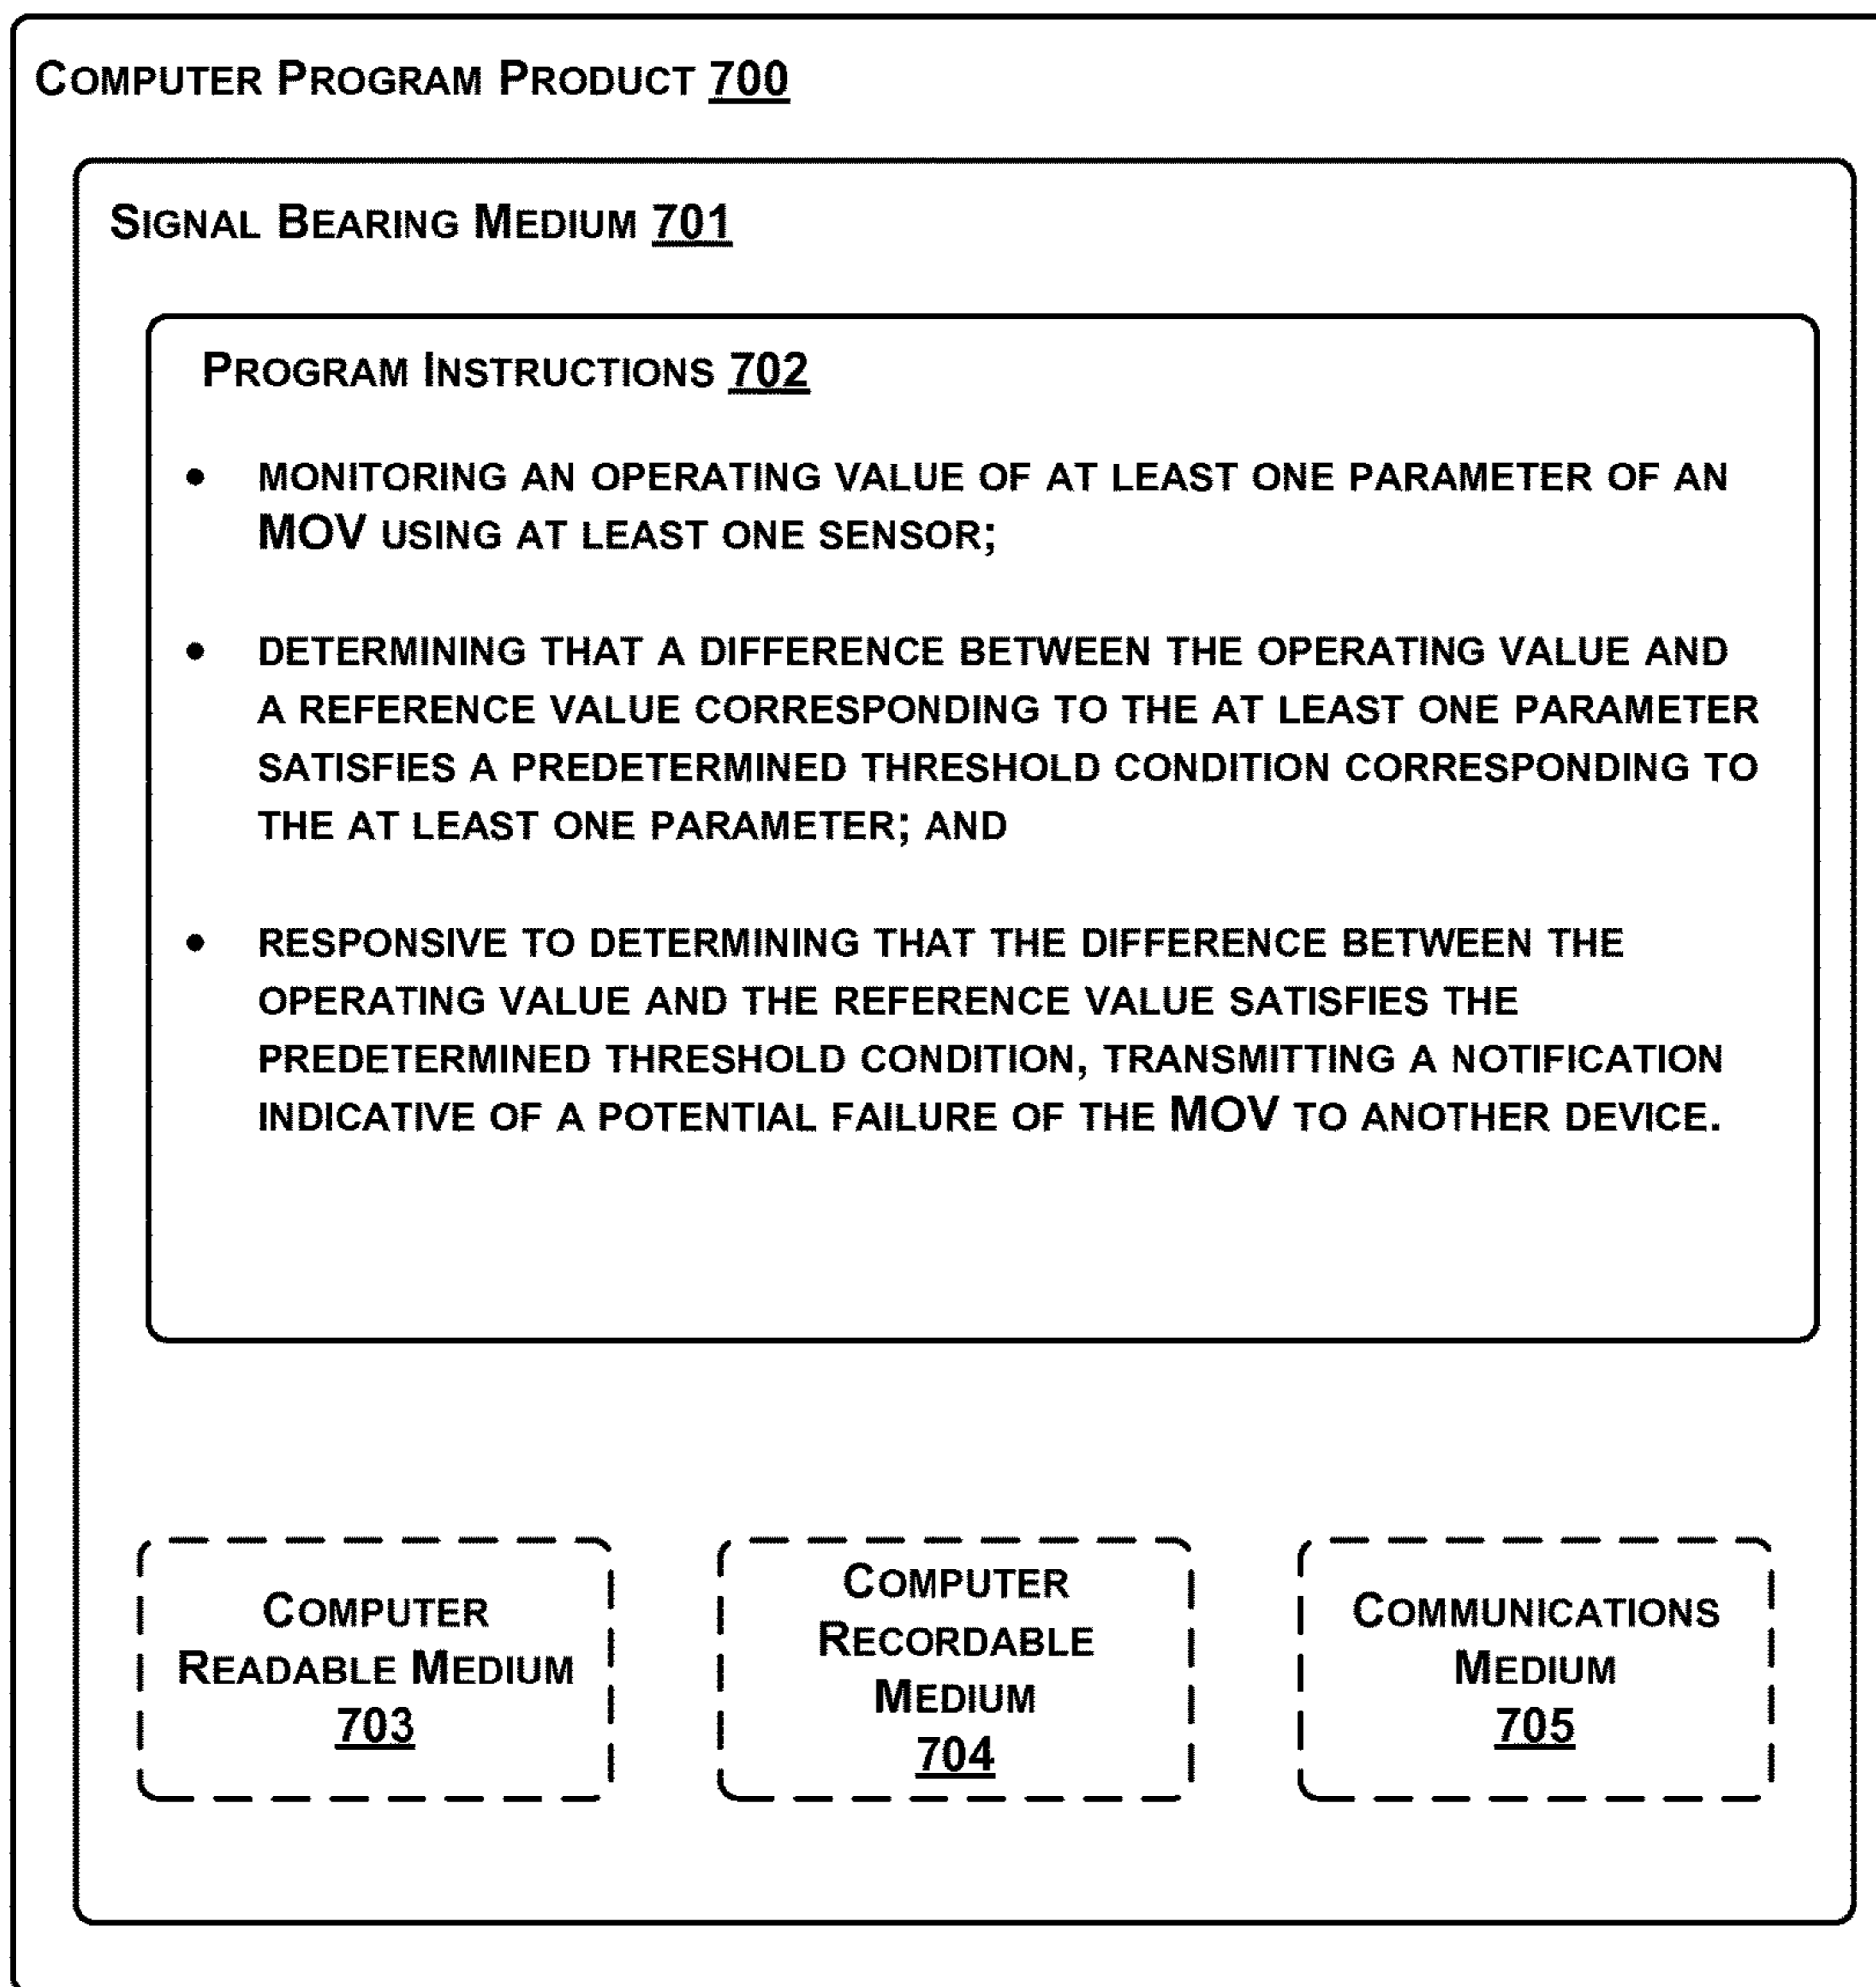 COMPUTER PROGRAM PRODUCT 700
SIGNAL BEARING MEDIUM 701
PROGRAM INSTRUCTIONS 702
• MONITORING AN OPERATING VALUE OF AT LEAST ONE PARAMETER OF AN
MOV USING AT LEAST ONE SENSOR;
• DETERMINING THAT A DIFFERENCE BETWEEN THE OPERATING VALUE AND
A REFERENCE VALUE CORRESPONDING TO THE AT LEAST ONE PARAMETER
SATISFIES A PREDETERMINED THRESHOLD CONDITION CORRESPONDING TO
THE AT LEAST ONE PARAMETER; AND
• RESPONSIVE TO DETERMINING THAT THE DIFFERENCE BETWEEN THE
OPERATING VALUE AND THE REFERENCE VALUE SATISFIES THE
PREDETERMINED THRESHOLD CONDITION, TRANSMITTING A NOTIFICATION
INDICATIVE OF A POTENTIAL FAILURE OF THE MOV TO ANOTHER DEVICE.
COMPUTER
READABLE MEDIUM
703
COMPUTER
RECORDABLE
MEDIUM
704
COMMUNICATIONS
MEDIUM
705